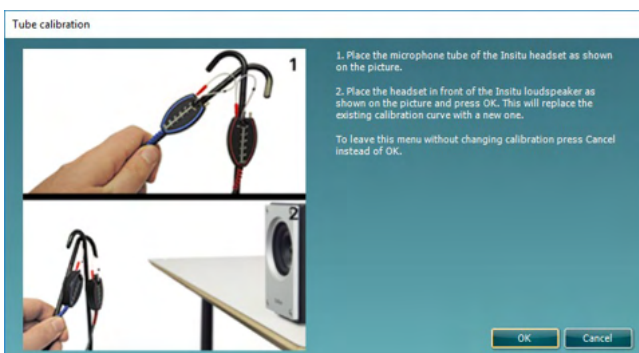 Tube calibration
1
1. Place the microphone tube of the Insitu headset as shown
on the picture.
2. Place the headset in front of the Insitu loudspeaker as
shown on the picture and press OK. This will replace the
existing calibration curve with a new one.
To leave this menu without changing calibration press Cancel
instead of OK.
2
OK
Cancel